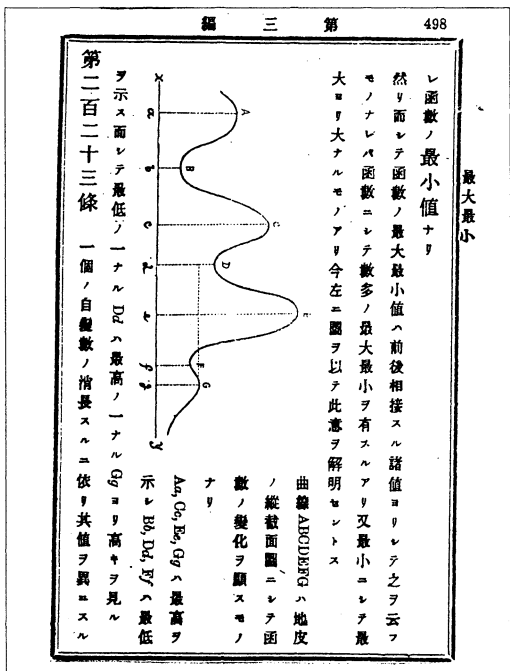 498
第三編
最大最小
レ函數ノ最小値ナリ
然リ而シテ函數ノ最大最小値ハ前後相接スル諸値ヨリシテ之ヲ云フ
モノナレバ函數ニシテ數多ノ最大最小ヲ有スルアリ又最小ニシテ最
大ヨリ大ナルモノアリ今左ニ圖ヲ以テ此意ヲ解明セントス
曲線ABCDEFGハ地皮
ノ縱截面圖ニシテ函
數ノ變化ヲ顯スモノ
ナリ
Aa, Cc, Ee, Ggハ最高ヲ
示シBb, Dd, Ffハ最低
ヲ示ス而シテ最低ノ一ナルDdハ最高ノ一ナルGgヨリ高キヲ見ル
第二百二十三條 一個ノ自變數ノ消長スルニ依リ其値ヲ異ニスル
A
B
C
D
E
F
G
x
a
b
c
d
e
f
g
y